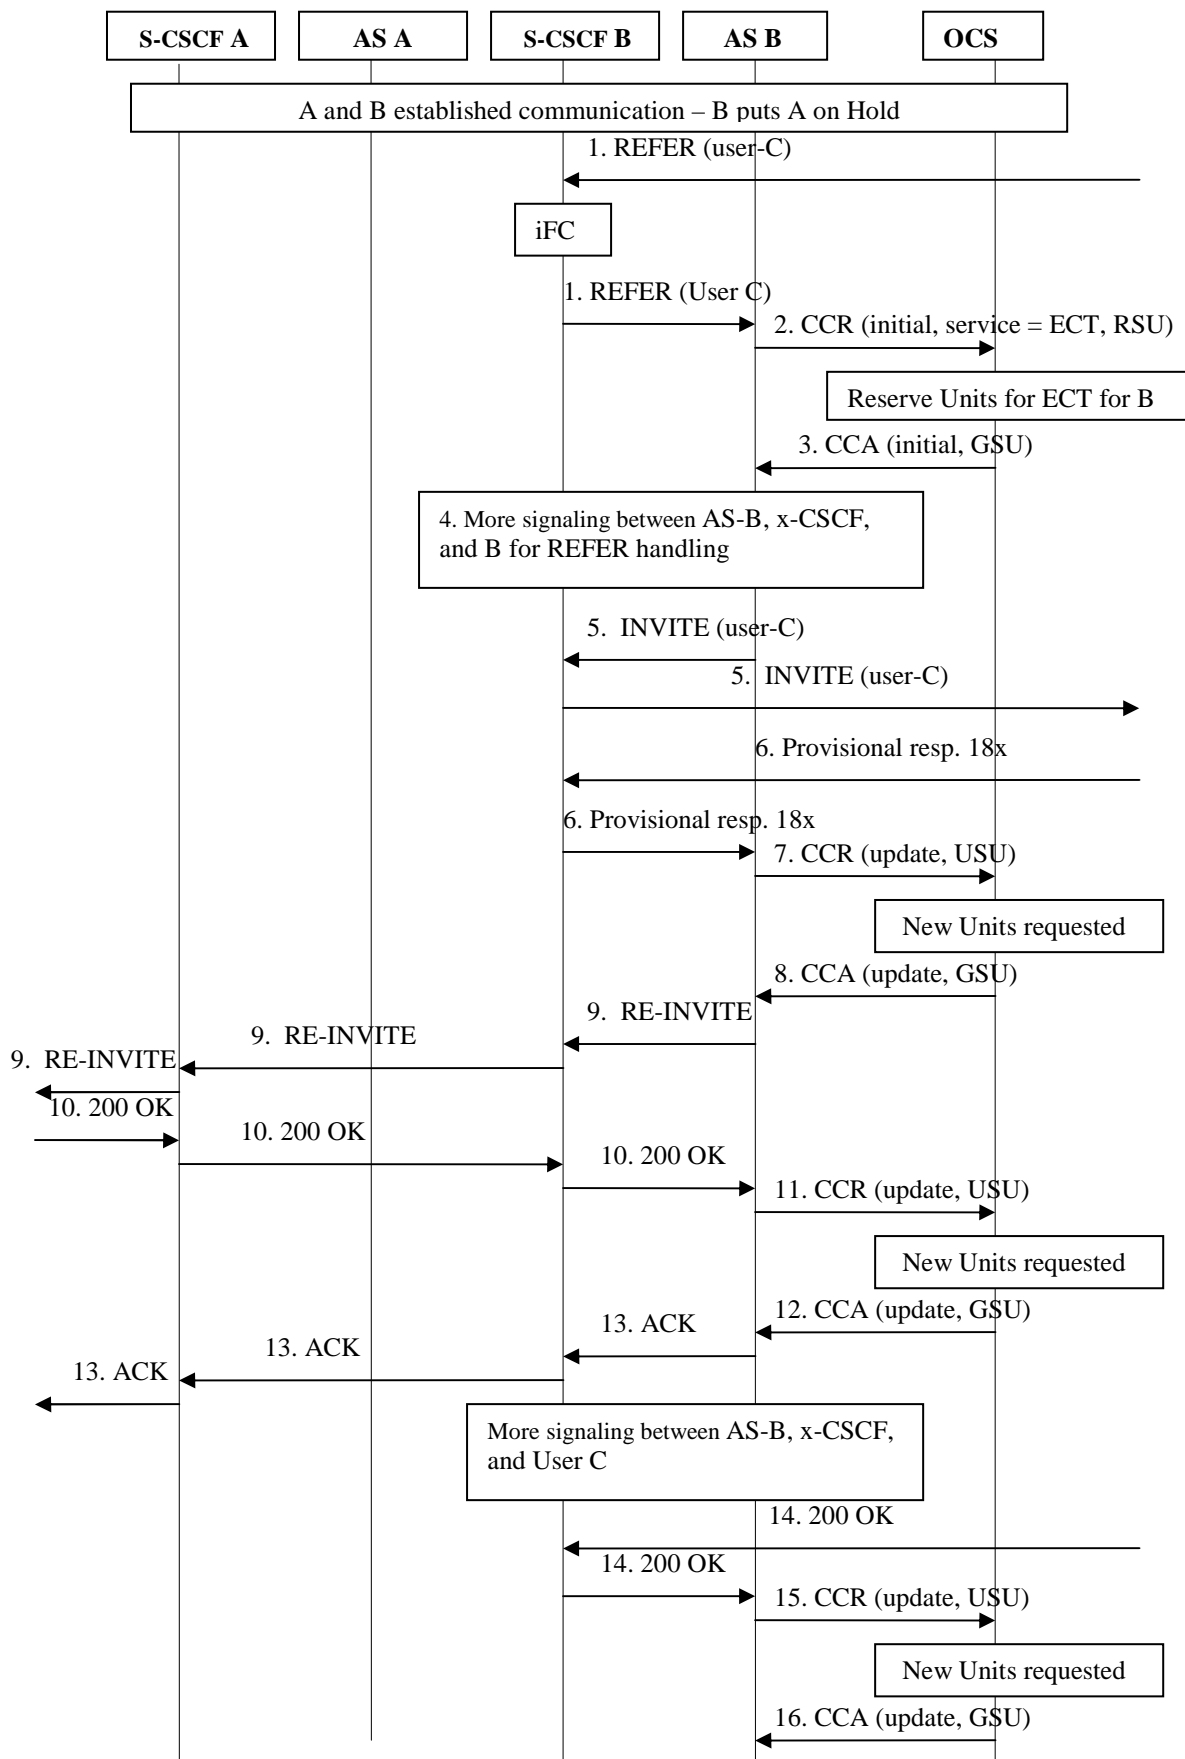 S-CSCF A
AS A
S-CSCF B
AS B
OCS
A and B established communication – B puts A on Hold
1. REFER (user-C)
iFC
1. REFER (User C)
2. CCR (initial, service = ECT, RSU)
Reserve Units for ECT for B
3. CCA (initial, GSU)
4. More signaling between AS-B, x-CSCF,
and B for REFER handling
5. INVITE (user-C)
5. INVITE (user-C)
6. Provisional resp. 18x
6. Provisional resp. 18x
7. CCR (update, USU)
New Units requested
8. CCA (update, GSU)
9. RE-INVITE
9. RE-INVITE
9. RE-INVITE
10. 200 OK
10. 200 OK
10. 200 OK
11. CCR (update, USU)
New Units requested
12. CCA (update, GSU)
13. ACK
13. ACK
13. ACK
More signaling between AS-B, x-CSCF,
and User C
14. 200 OK
14. 200 OK
15. CCR (update, USU)
New Units requested
16. CCA (update, GSU)